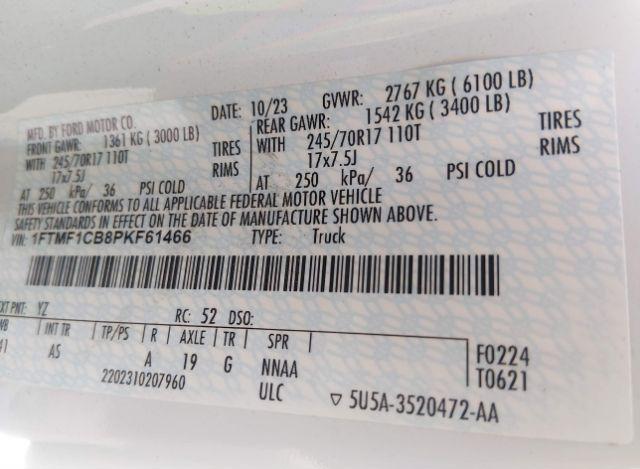 MFD. BY FORD MOTOR CO. DATE: 10/23 GVWR: 2767 KG ( 6100 LB)
FRONT GAWR: 1361 KG ( 3000 LB) REAR GAWR: 1542 KG ( 3400 LB)
WITH 245/70R17 110T TIRES WITH 245/70R17 110T TIRES
17x7.5J RIMS 17x7.5J RIMS
AT 250 kPa/ 36 PSI COLD AT 250 kPa/ 36 PSI COLD
THIS VEHICLE CONFORMS TO ALL APPLICABLE FEDERAL MOTOR VEHICLE
SAFETY STANDARDS IN EFFECT ON THE DATE OF MANUFACTURE SHOWN ABOVE.
VIN: 1FTMF1CB8PKF61466 TYPE: Truck
EXT PNT: YZ RC: 52 DSO:
WB INT TR TP/PS R AXLE TR SPR
41 AS A 19 G NNAA F0224
2202310207960 ULC T0621
▽ 5U5A-3520472-AA